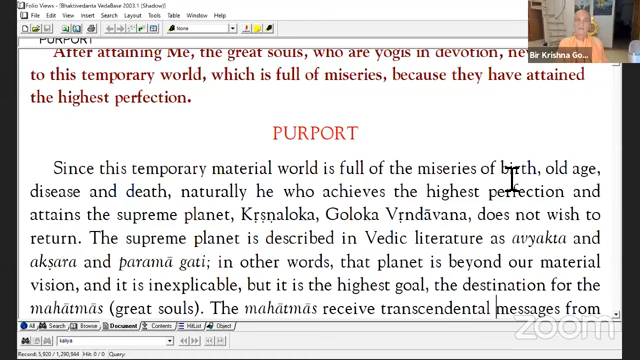 Folio Views - [Bhaktivedanta VedaBase 2003.1 (Shadow)]
File Edit View Search Layout Insert Tools Window Help
PURPORT
Bir Krishna Go...
After attaining Me, the great souls, who are yogis in devotion,
to this temporary world, which is full of miseries, because they have attained
the highest perfection.
PURPORT
Since this temporary material world is full of the miseries of birth, old age,
disease and death, naturally he who achieves the highest perfection and
attains the supreme planet, Kṛṣṇaloka, Goloka Vṛndāvana, does not wish to
return. The supreme planet is described in Vedic literature as avyakta and
akṣara and paramā gati; in other words, that planet is beyond our material
vision, and it is inexplicable, but it is the highest goal, the destination for the
mahātmās (great souls). The mahātmās receive transcendental messages from
All Browse Document Contents HitList Object
kaliya
Record: 5,920 / 1,290,944 Hit: 0 / 0
zoom